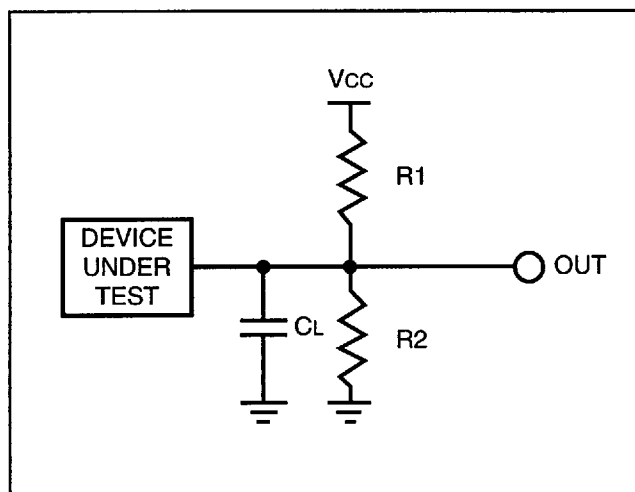 VCC
R1
DEVICE
UNDER
TEST
OUT
CL
R2